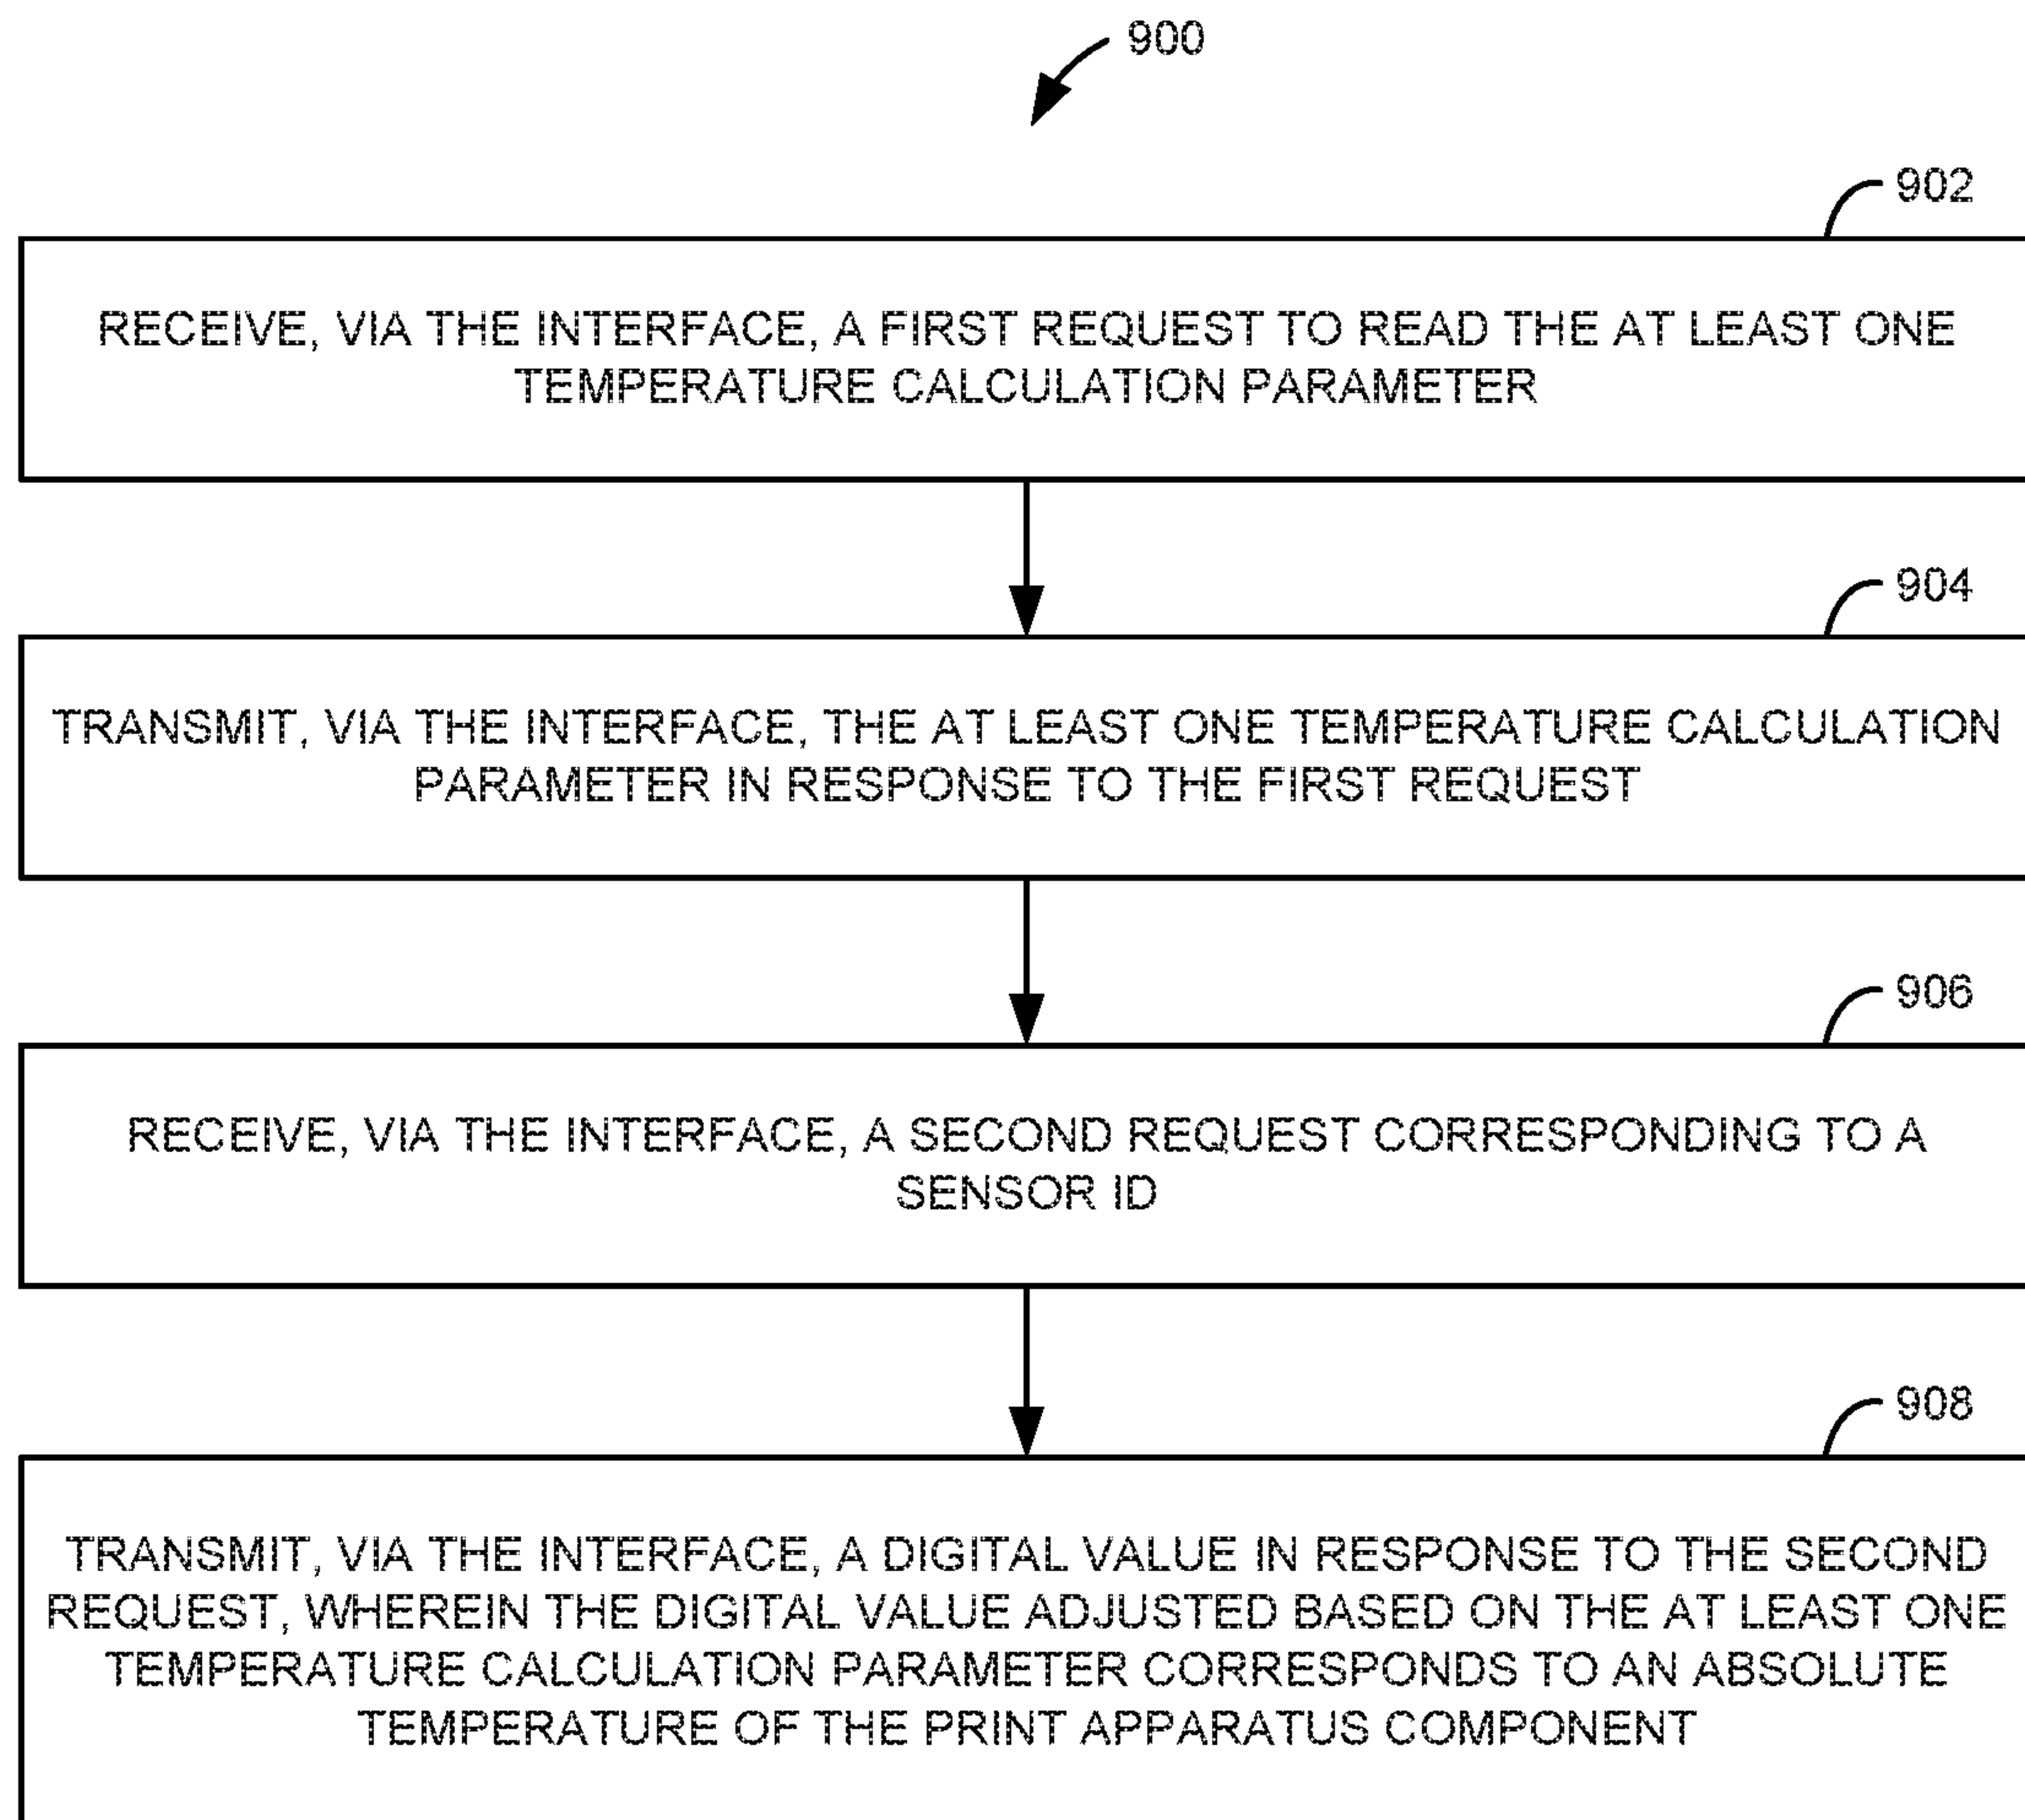 900
902
RECEIVE, VIA THE INTERFACE, A FIRST REQUEST TO READ THE AT LEAST ONE
TEMPERATURE CALCULATION PARAMETER
904
TRANSMIT, VIA THE INTERFACE, THE AT LEAST ONE TEMPERATURE CALCULATION
PARAMETER IN RESPONSE TO THE FIRST REQUEST
906
RECEIVE, VIA THE INTERFACE, A SECOND REQUEST CORRESPONDING TO A
SENSOR ID
908
TRANSMIT, VIA THE INTERFACE, A DIGITAL VALUE IN RESPONSE TO THE SECOND
REQUEST, WHEREIN THE DIGITAL VALUE ADJUSTED BASED ON THE AT LEAST ONE
TEMPERATURE CALCULATION PARAMETER CORRESPONDS TO AN ABSOLUTE
TEMPERATURE OF THE PRINT APPARATUS COMPONENT